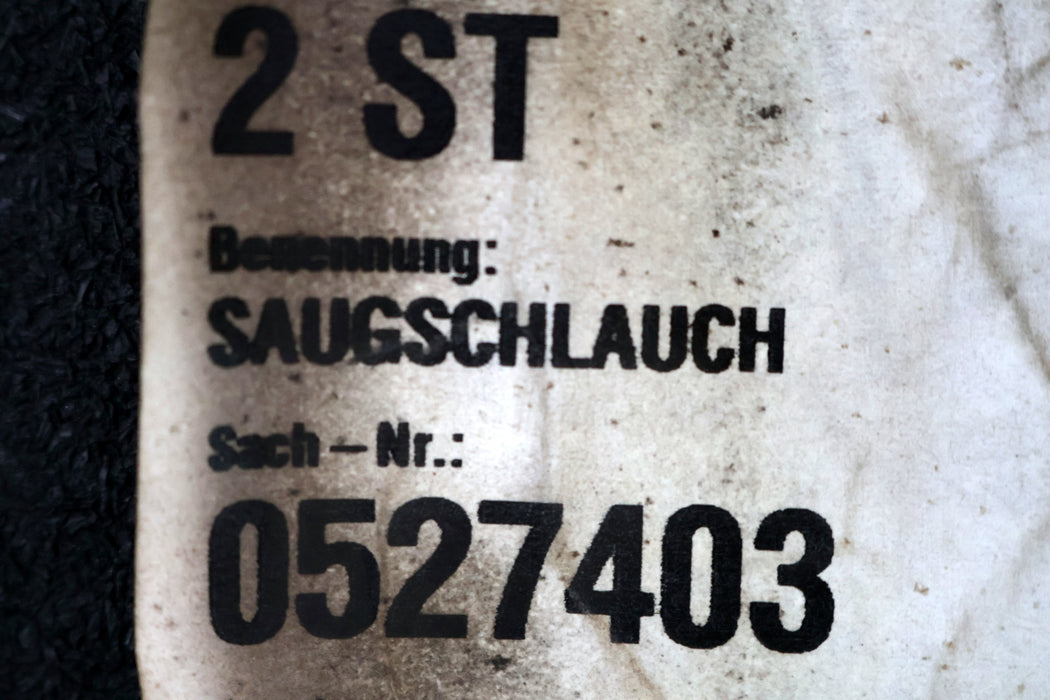 2 ST
Benennung:
SAUGSCHLAUCH
Sach-Nr.:
0527403